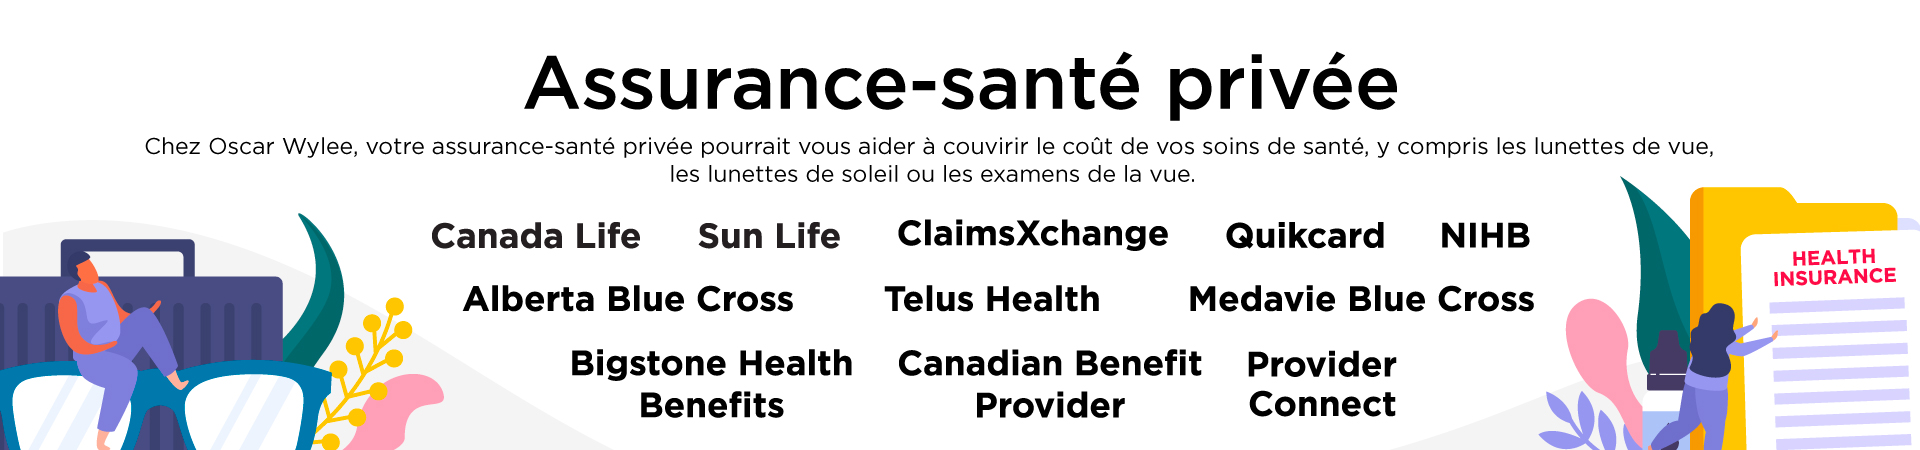 Assurance-santé privée
Chez Oscar Wylee, votre assurance-santé privée pourrait vous aider à couvirir le coût de vos soins de santé, y compris les lunettes de vue,
les lunettes de soleil ou les examens de la vue.
Canada Life Sun Life ClaimsXchange Quikcard NIHB
Alberta Blue Cross Telus Health Medavie Blue Cross
Bigstone Health Canadian Benefit Provider
Benefits Provider Connect
HEALTH
INSURANCE